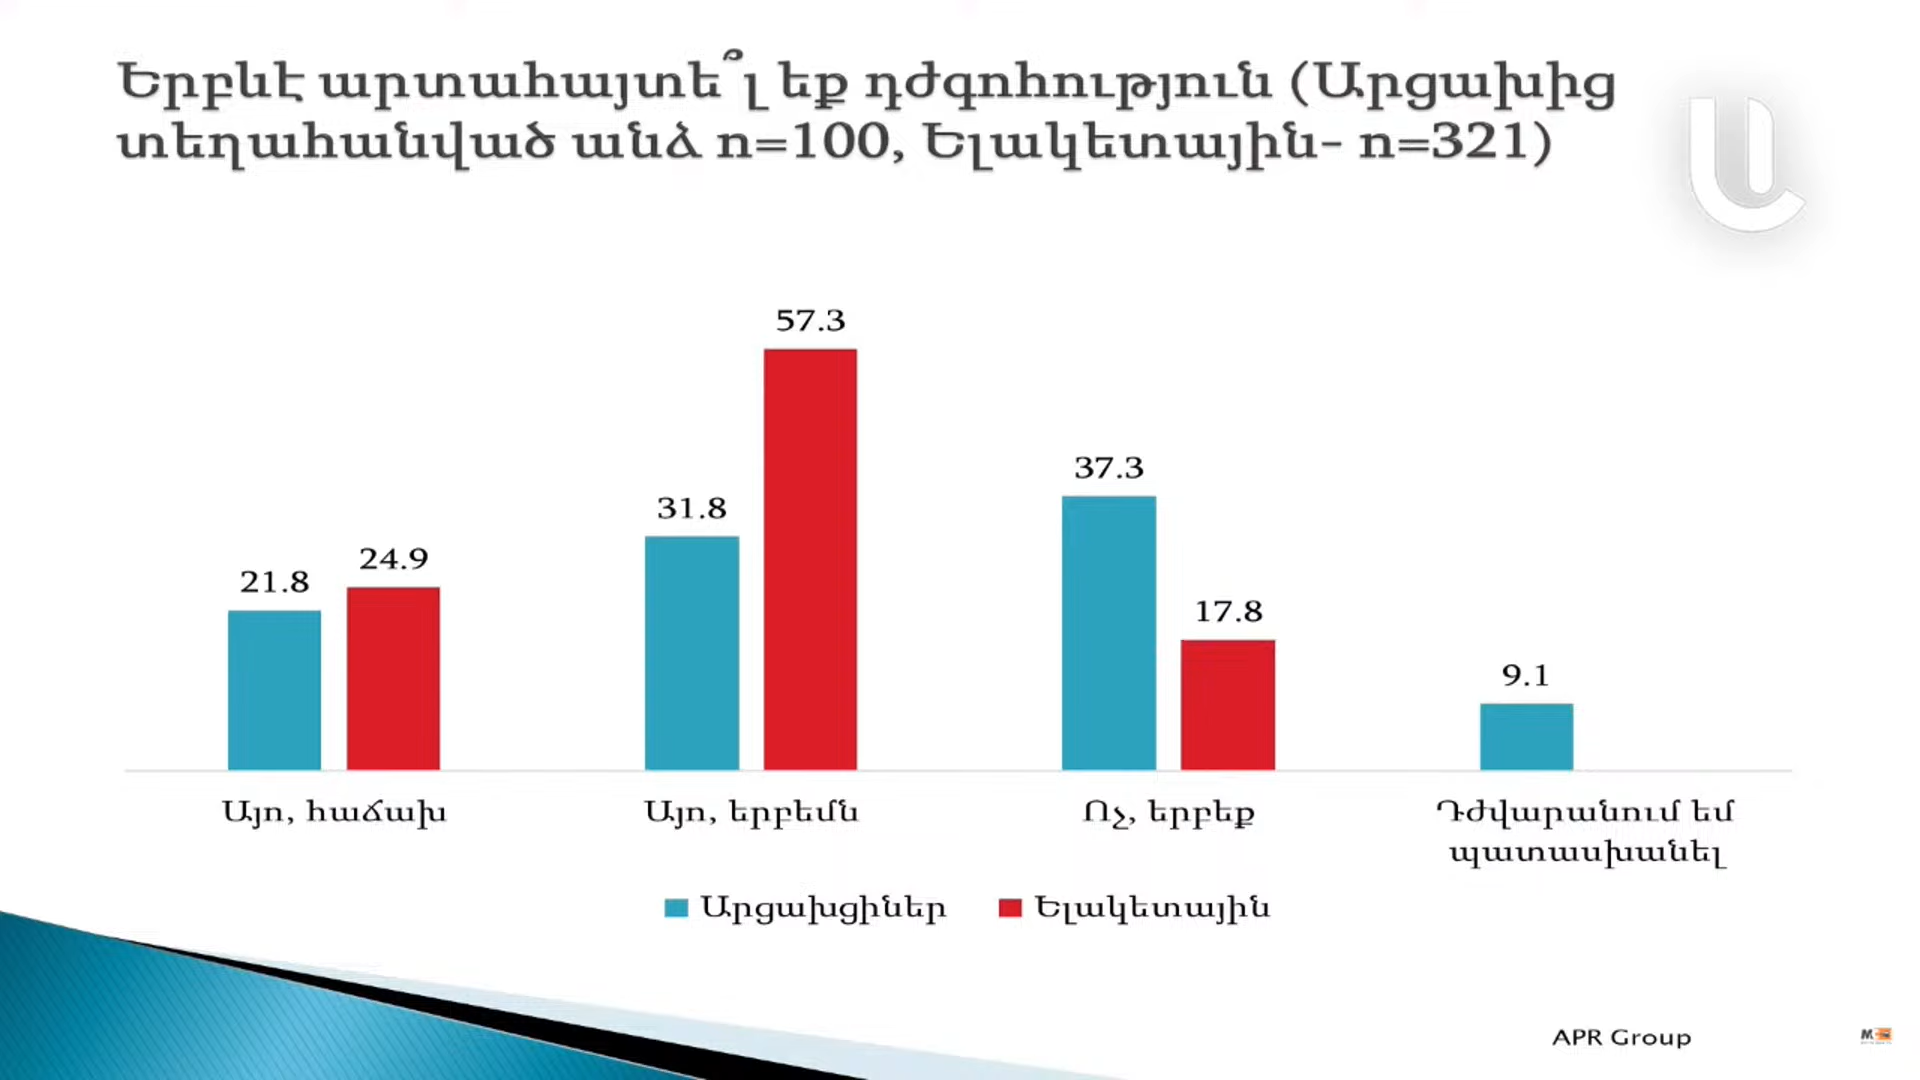 Երբևէ արտահայտե՞լ եք դժգոհություն (Արցախից
տեղահանված անձ n=100, Ելակետային- n=321)
57.3
37.3
31.8
24.9
21.8
17.8
9.1
Այո, հաճախ
Այո, երբեմն
Ոչ, երբեք
Դժվարանում եմ
պատասխանել
Արցախցիներ
Ելակետային
APR Group